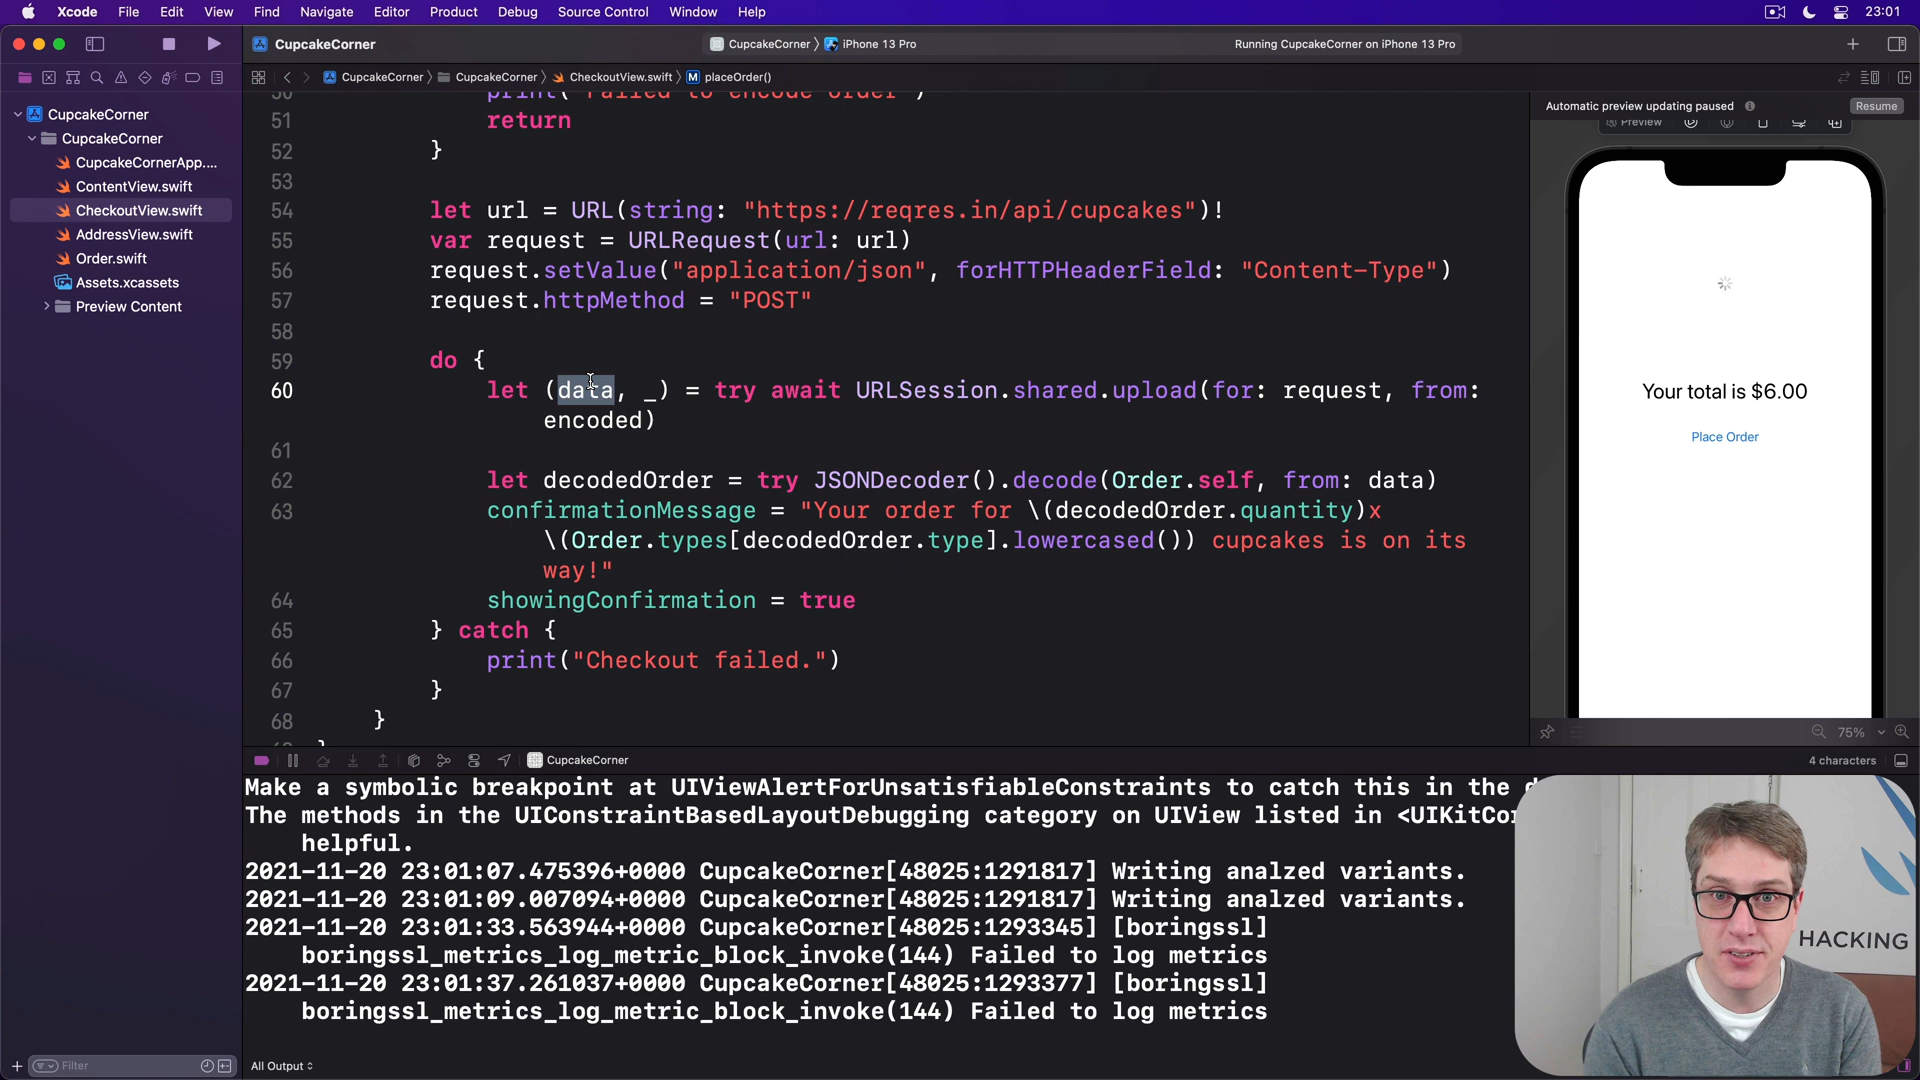 Xcode File Edit View Find Navigate Editor Product Debug Source Control Window Help 23:01
CupcakeCorner CupcakeCorner iPhone 13 Pro Running CupcakeCorner on iPhone 13 Pro
CupcakeCorner CupcakeCorner CheckoutView.swift M placeOrder()
CupcakeCorner
CupcakeCorner
CupcakeCornerApp....
ContentView.swift
CheckoutView.swift
AddressView.swift
Order.swift
Assets.xcassets
Preview Content
Filter
50 print("Failed to encode order")
51 return
52 }
53
54 let url = URL(string: "https://reqres.in/api/cupcakes")!
55 var request = URLRequest(url: url)
56 request.setValue("application/json", forHTTPHeaderField: "Content-Type")
57 request.httpMethod = "POST"
58
59 do {
60 let (data, _) = try await URLSession.shared.upload(for: request, from:
encoded)
61
62 let decodedOrder = try JSONDecoder().decode(Order.self, from: data)
63 confirmationMessage = "Your order for \(decodedOrder.quantity)x
\(Order.types[decodedOrder.type].lowercased()) cupcakes is on its
way!"
64 showingConfirmation = true
65 } catch {
66 print("Checkout failed.")
67 }
68 }
}
Automatic preview updating paused Resume
Preview
Your total is $6.00
Place Order
75%
CupcakeCorner 4 characters
Make a symbolic breakpoint at UIViewAlertForUnsatisfiableConstraints to catch this in the d
The methods in the UIConstraintBasedLayoutDebugging category on UIView listed in <UIKitCor
helpful.
2021-11-20 23:01:07.475396+0000 CupcakeCorner[48025:1291817] Writing analzed variants.
2021-11-20 23:01:09.007094+0000 CupcakeCorner[48025:1291817] Writing analzed variants.
2021-11-20 23:01:33.563944+0000 CupcakeCorner[48025:1293345] [boringssl]
boringssl_metrics_log_metric_block_invoke(144) Failed to log metrics
2021-11-20 23:01:37.261037+0000 CupcakeCorner[48025:1293377] [boringssl]
boringssl_metrics_log_metric_block_invoke(144) Failed to log metrics
All Output
HACKING